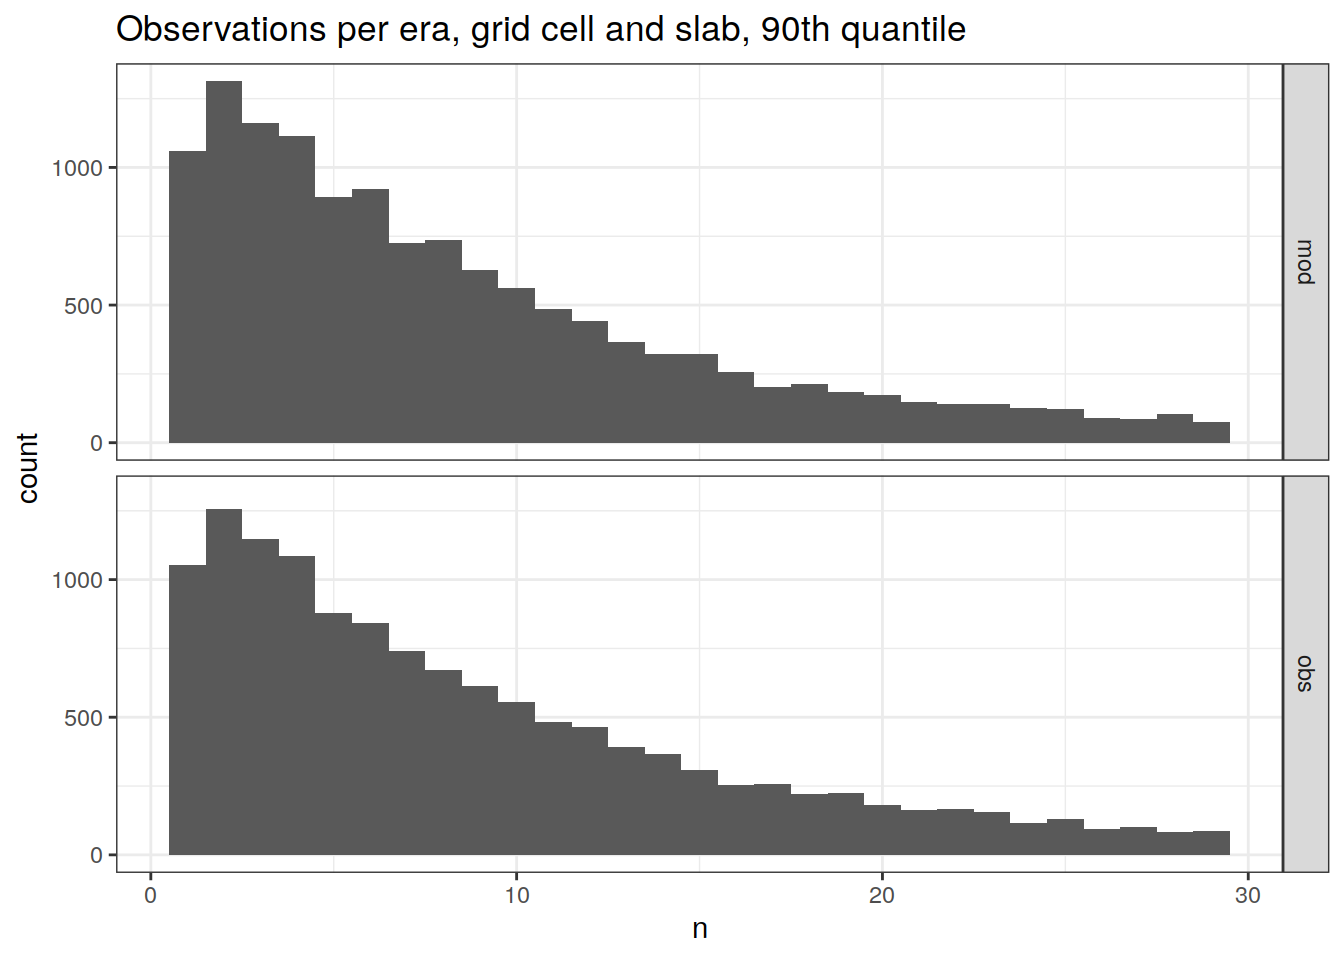 Observations per era, grid cell and slab, 90th quantile
1000
500
0
mod
count
1000
500
0
obs
0 10 20 30
n